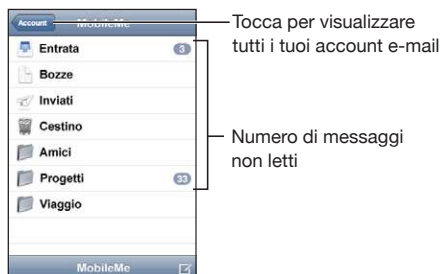 Account
MobileMe
Tocca per visualizzare
tutti i tuoi account e-mail
Entrata 3
Bozze
Inviati
Cestino
Amici
Numero di messaggi
non letti
Progetti 33
Viaggio
MobileMe